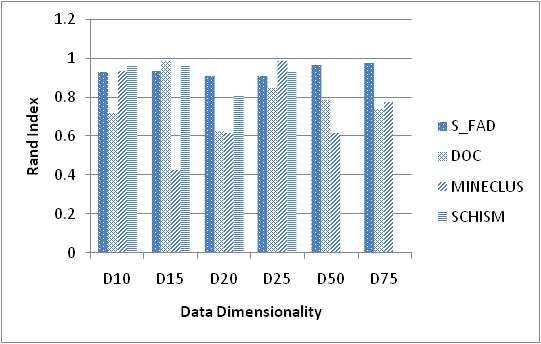 1.2
1
0.8
0.6
0.4
0.2
0
Rand Index
D10 D15 D20 D25 D50 D75
Data Dimensionality
S_FAD
DOC
MINECLUS
SCHISM